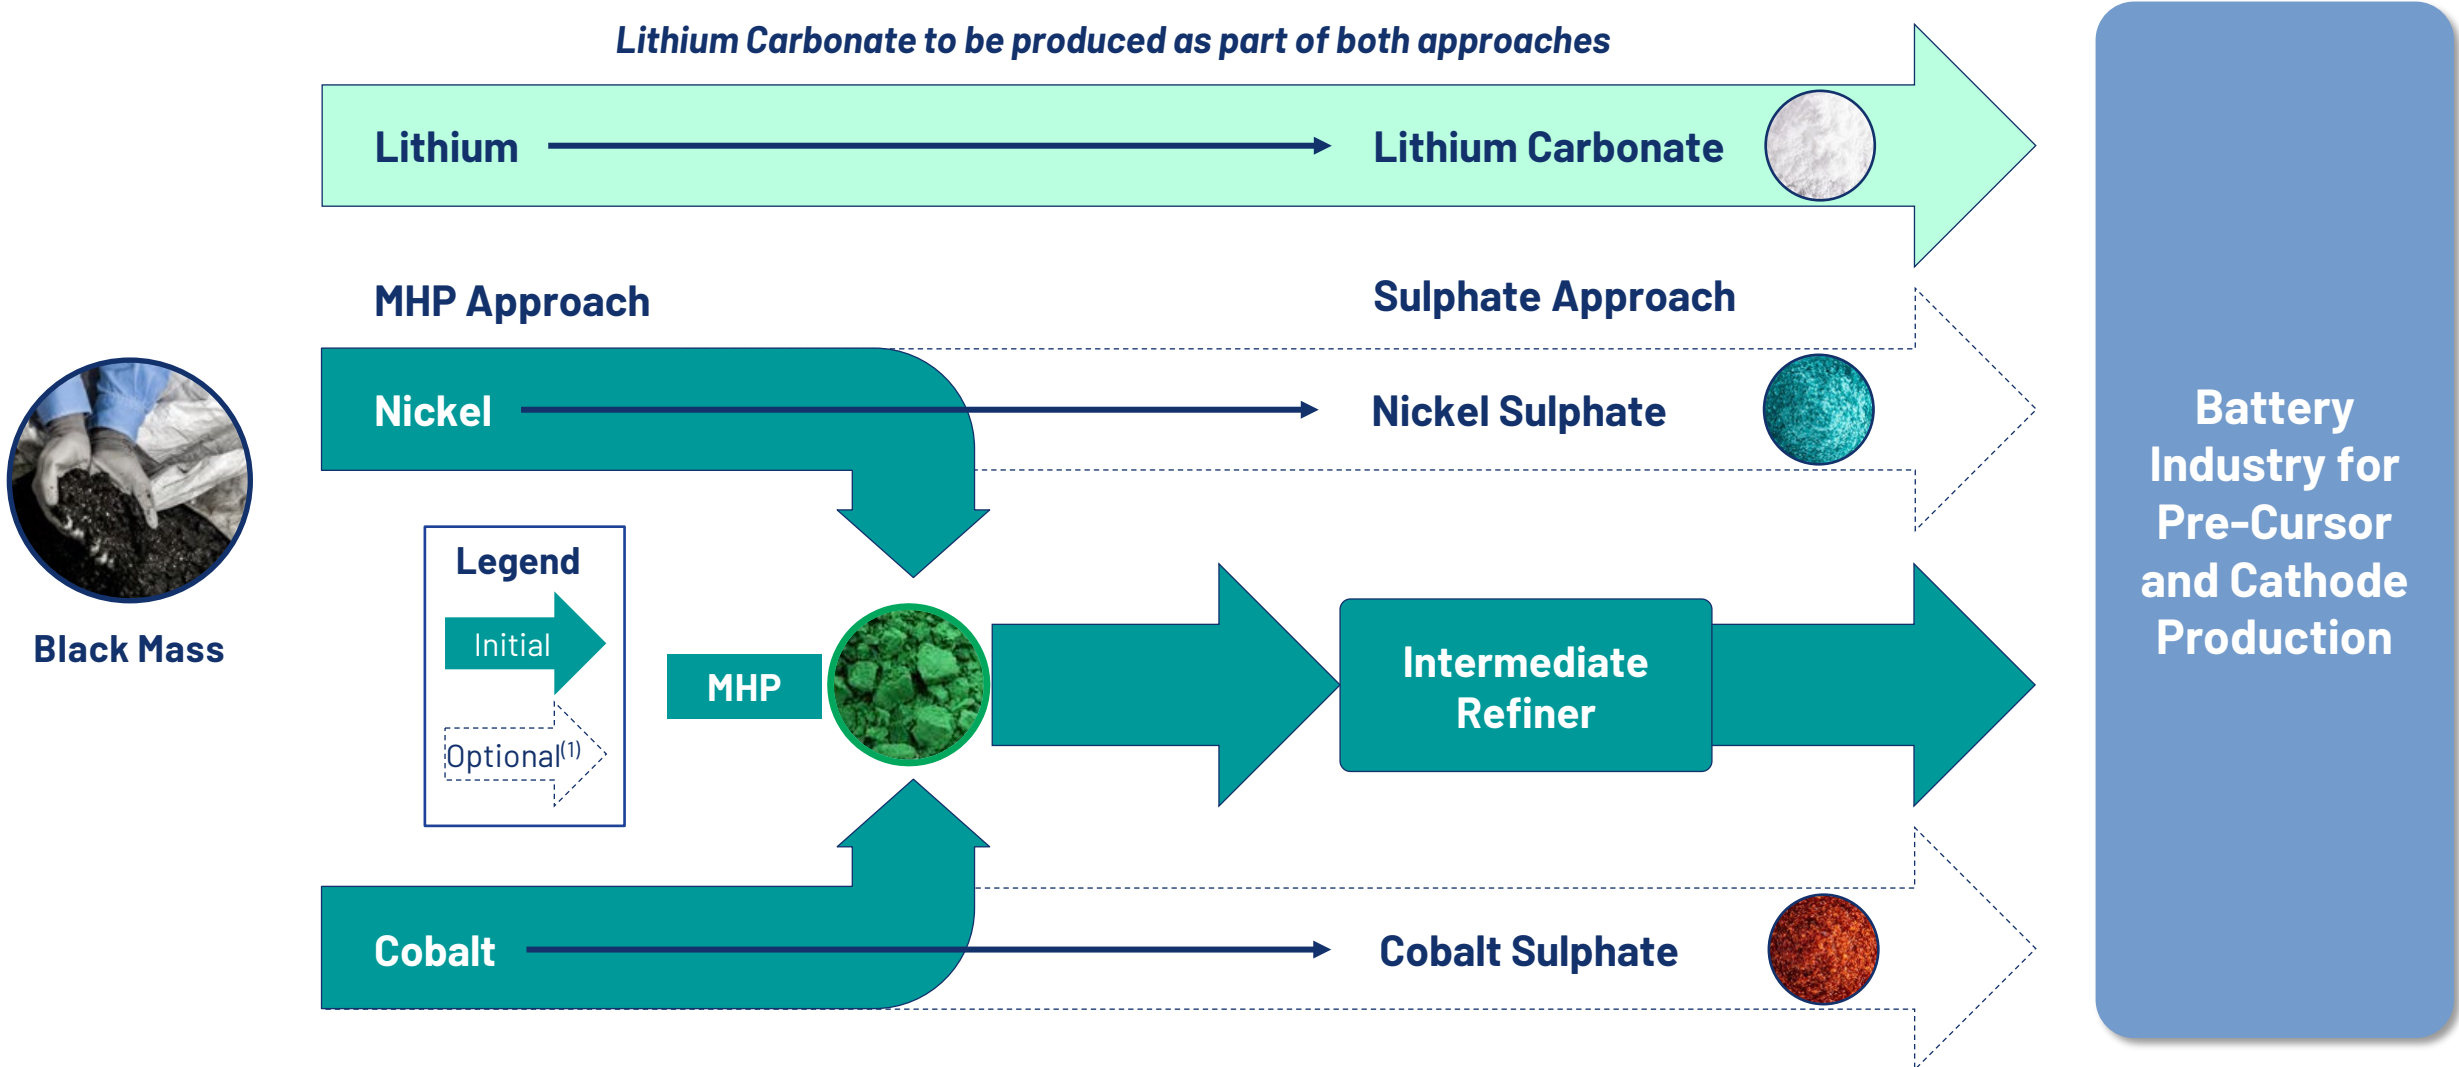 Lithium Carbonate to be produced as part of both approaches
Lithium
Lithium Carbonate
MHP Approach
Sulphate Approach
Nickel
Nickel Sulphate
Black Mass
Legend
Initial
Optional(1)
MHP
Intermediate
Refiner
Cobalt
Cobalt Sulphate
Battery
Industry for
Pre-Cursor
and Cathode
Production